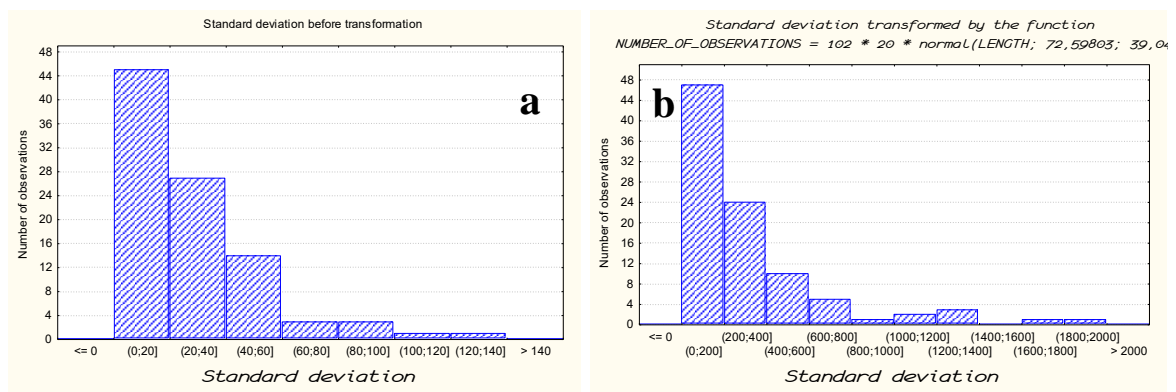 Standard deviation before transformation
a
Number of observations
48
44
40
36
32
28
24
20
16
12
8
4
0
<= 0 (0;20] (20;40] (40;60] (60;80] (80;100] (100;120] (120;140] > 140
Standard deviation
Standard deviation transformed by the function
NUMBER_OF_OBSERVATIONS = 102 * 20 * normal(LENGTH; 72,59803; 39,04
b
Number of observations
48
44
40
36
32
28
24
20
16
12
8
4
0
<= 0 (200;400] (600;800] (1000;1200] (1400;1600] (1800;2000]
(0;200] (400;600] (800;1000] (1200;1400] (1600;1800] > 2000
Standard deviation